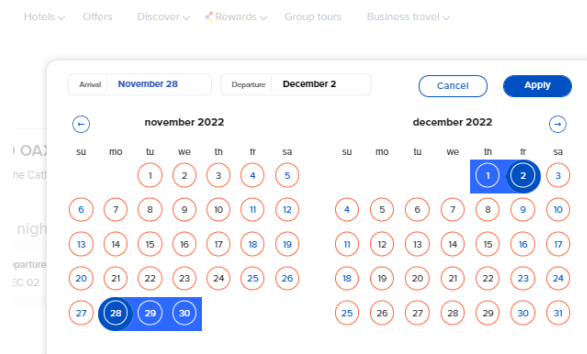 Hotels Offers Discover Rewards Group tours Business travel
Arrival November 28 Departure December 2 Cancel Apply
november 2022 december 2022
su mo tu we th fr sa su mo tu we th fr sa
1 2 3 4 5 1 2 3
6 7 8 9 10 11 12 4 5 6 7 8 9 10
13 14 15 16 17 18 19 11 12 13 14 15 16 17
20 21 22 23 24 25 26 18 19 20 21 22 23 24
27 28 29 30 25 26 27 28 29 30 31